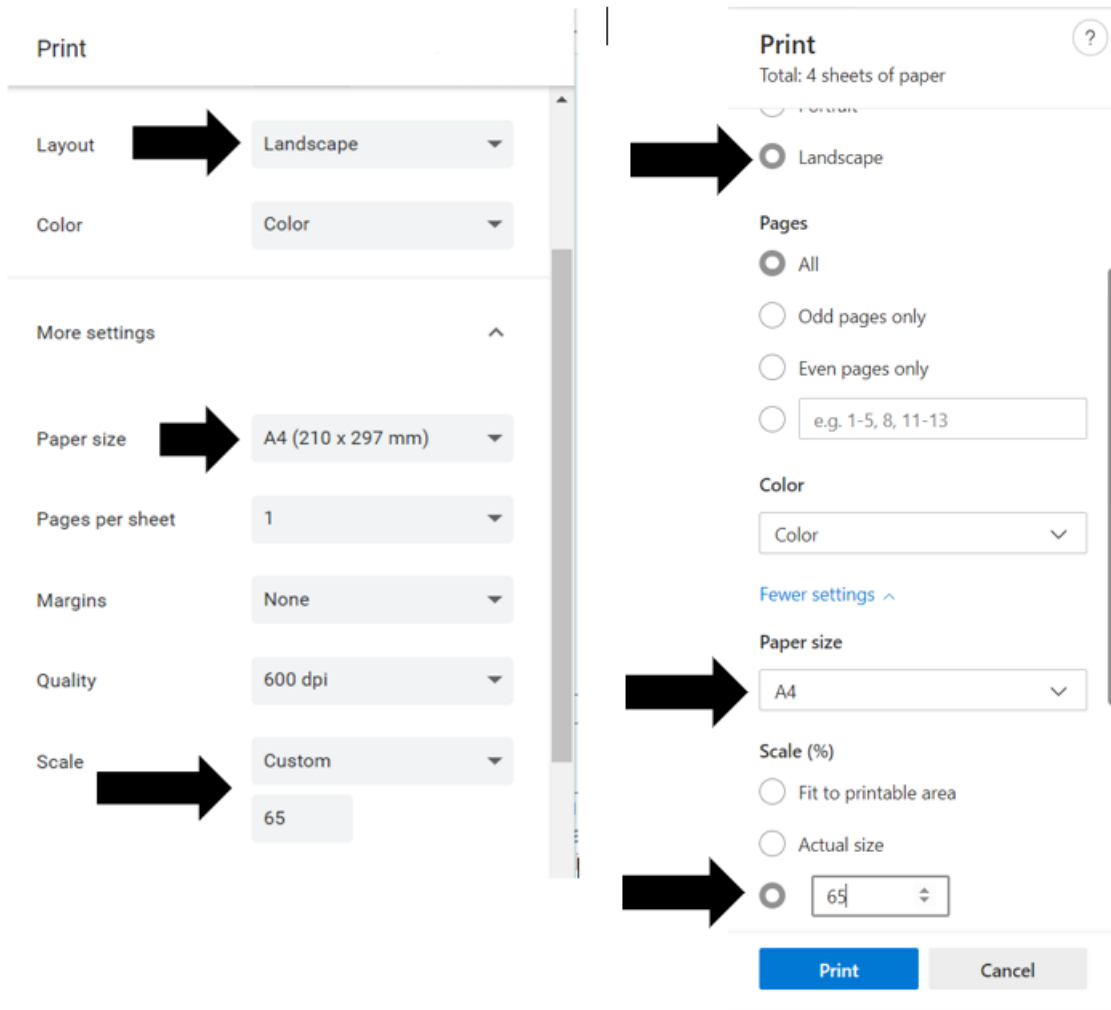 Print
Layout
Landscape
Color
Color
More settings
Paper size
A4 (210 x 297 mm)
Pages per sheet
1
Margins
None
Quality
600 dpi
Scale
Custom
65
Print
?
Total: 4 sheets of paper
Portrait
Landscape
Pages
All
Odd pages only
Even pages only
e.g. 1-5, 8, 11-13
Color
Color
Fewer settings
Paper size
A4
Scale (%)
Fit to printable area
Actual size
65
Print
Cancel